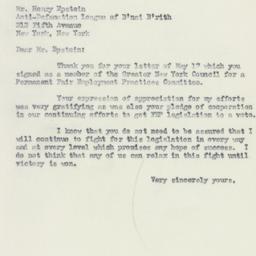 Mr. Henry Epstein
Anti-Defamation League of B'nai B'rith
212 Fifth Avenue
New York, New York
Dear Mr. Epstein:
Thank you for your letter of May 17 which you
signed as a member of the Greater New York Council for a
Permanent Fair Employment Practices Committee.
Your expression of appreciation for my efforts
was very gratifying as was also your pledge of cooperation
in our continuing efforts to get FEP legislation to a vote.
I know that you do not need to be assured that I
will continue to fight for this legislation in every way
and at every level which promises any hope of success. I
do not think that any of us can relax in this fight until
victory is won.
Very sincerely yours,